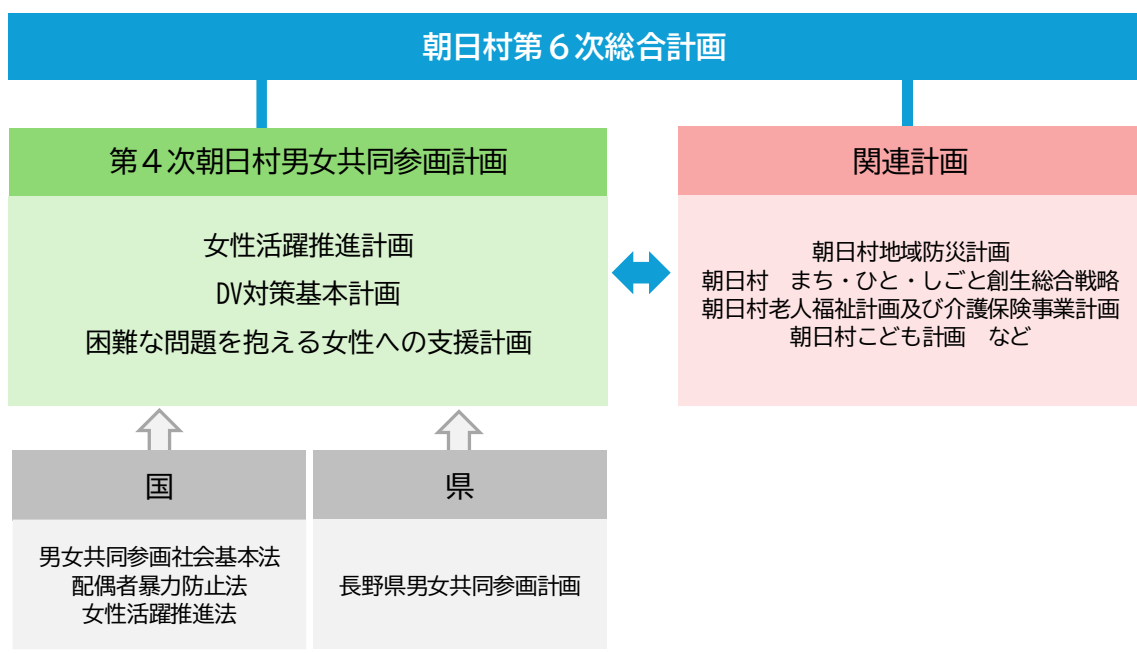 朝日村第６次総合計画
第４次朝日村男女共同参画計画
女性活躍推進計画
DV対策基本計画
困難な問題を抱える女性への支援計画
関連計画
朝日村地域防災計画
朝日村　まち・ひと・しごと創生総合戦略
朝日村老人福祉計画及び介護保険事業計画
朝日村こども計画　など
国
男女共同参画社会基本法
配偶者暴力防止法
女性活躍推進法
県
長野県男女共同参画計画